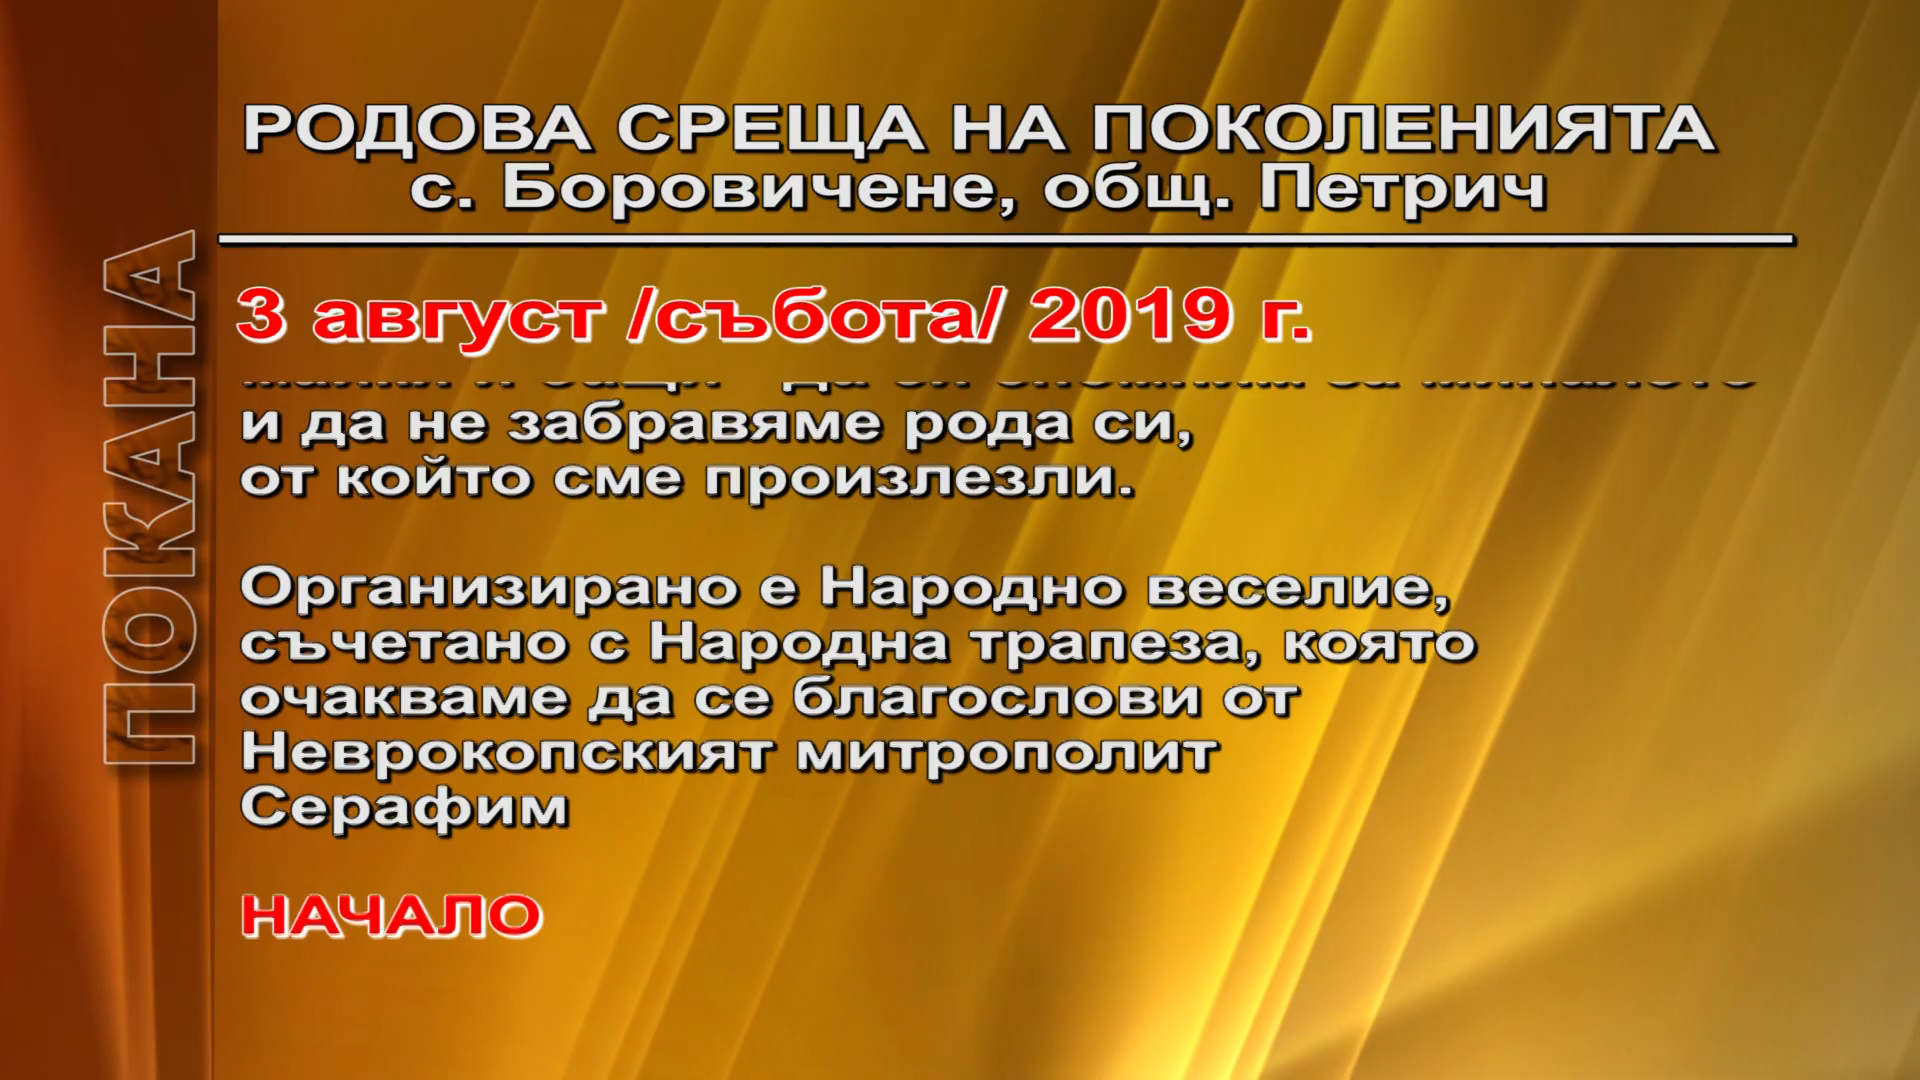 ПОКАНА
РОДОВА СРЕЩА НА ПОКОЛЕНИЯТА
с. Боровичене, общ. Петрич
3 август /събота/ 2019 г.
и да не забравяме рода си,
от който сме произлезли.
Организирано е Народно веселие,
съчетано с Народна трапеза, която
очакваме да се благослови от
Неврокопският митрополит
Серафим
НАЧАЛО